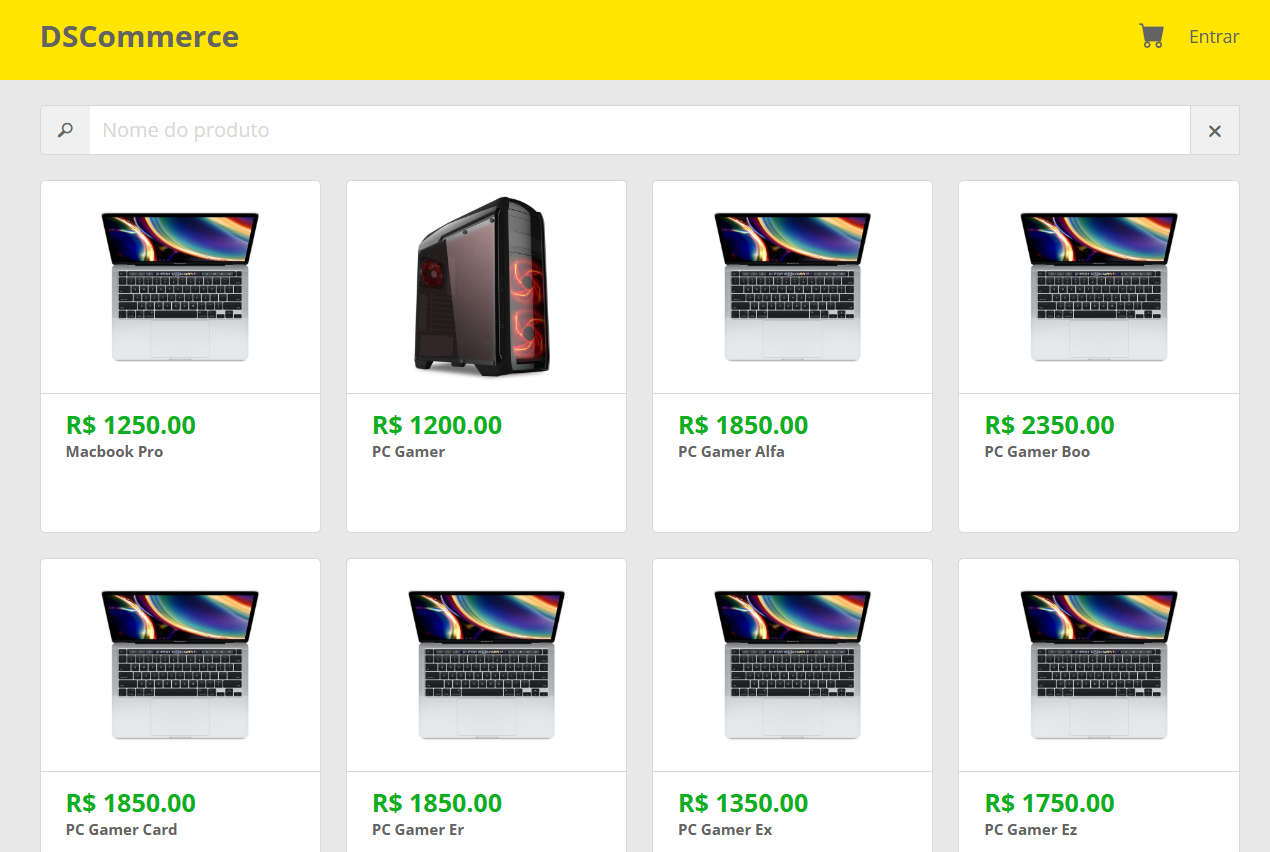 DSCommerce
Entrar
Nome do produto
R$ 1250.00
Macbook Pro
R$ 1200.00
PC Gamer
R$ 1850.00
PC Gamer Alfa
R$ 2350.00
PC Gamer Boo
R$ 1850.00
PC Gamer Card
R$ 1850.00
PC Gamer Er
R$ 1350.00
PC Gamer Ex
R$ 1750.00
PC Gamer Ez